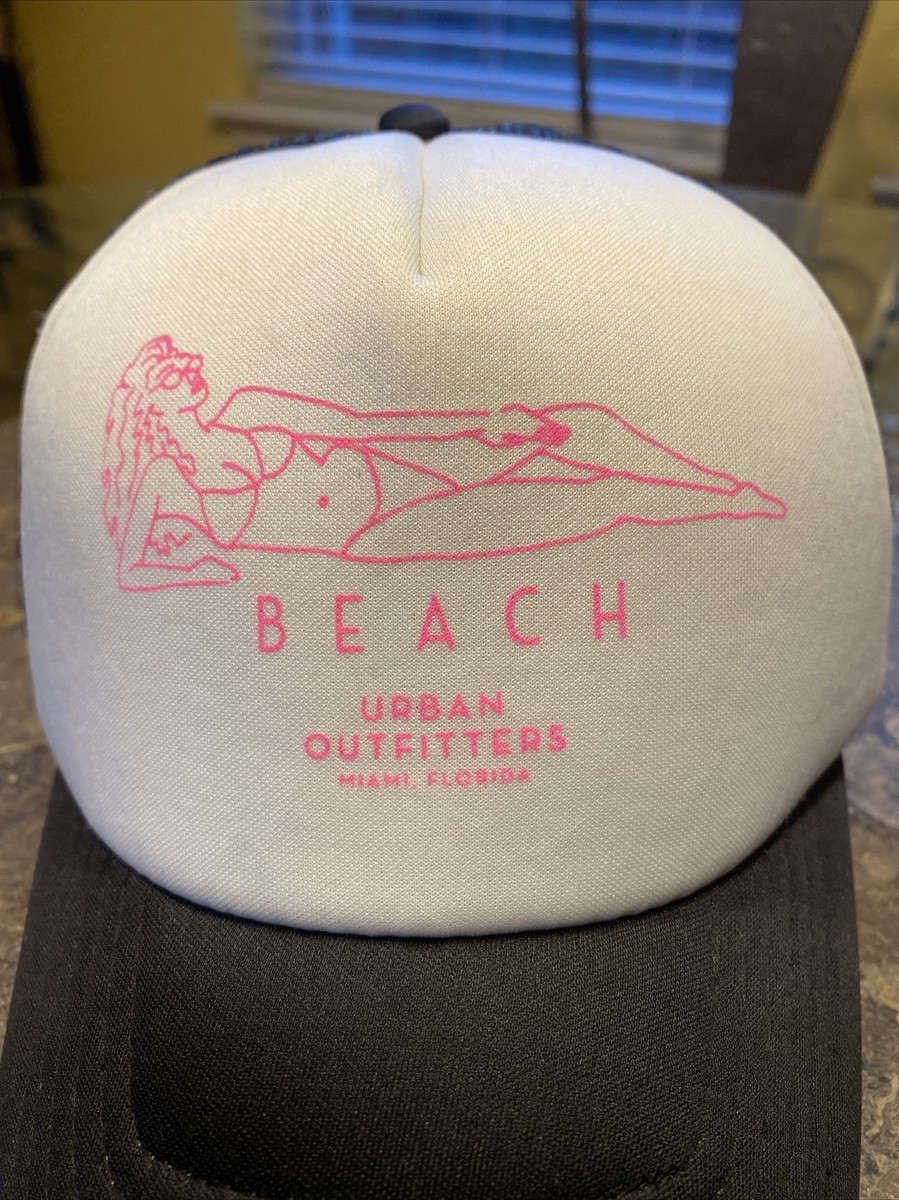 BEACH
URBAN
OUTFITTERS
MIAMI, FLORIDA